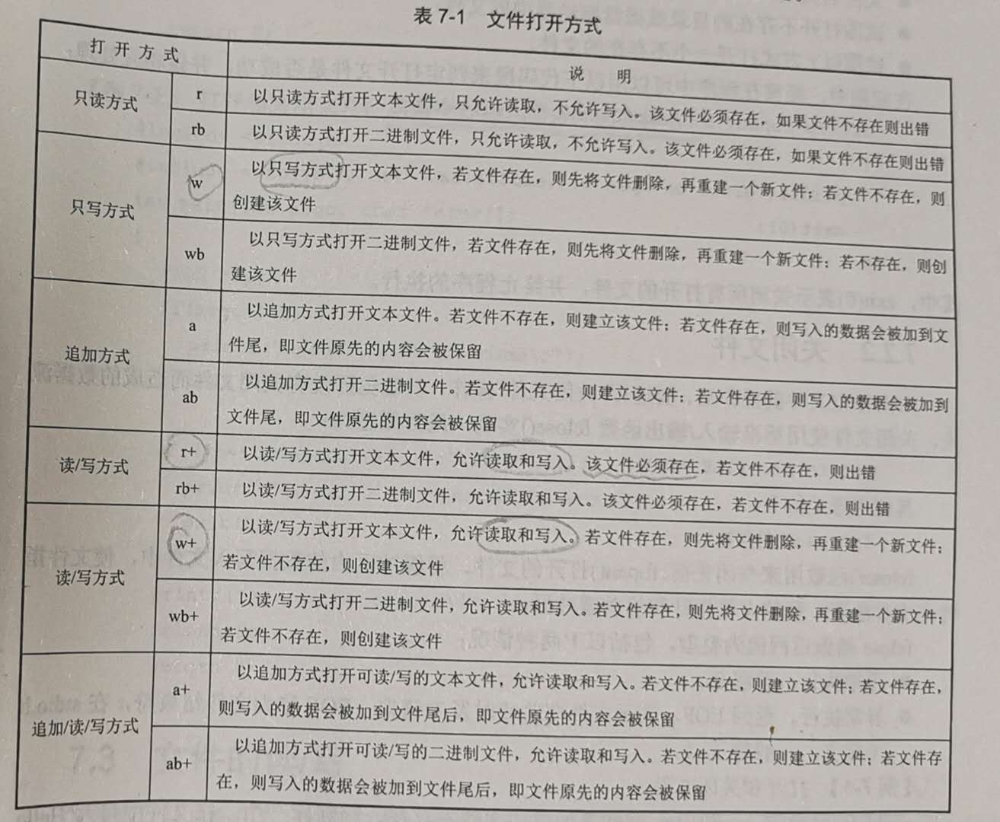 表 7-1 文件打开方式
打 开 方 式
说 明
只读方式
r
以只读方式打开文本文件，只允许读取，不允许写入。该文件必须存在，如果文件不存在则出错
rb
以只读方式打开二进制文件，只允许读取，不允许写入。该文件必须存在，如果文件不存在则出错
只写方式
w
以只写方式打开文本文件，若文件存在，则先将文件删除，再重建一个新文件；若文件不存在，则
创建该文件
wb
以只写方式打开二进制文件，若文件存在，则先将文件删除，再重建一个新文件；若不存在，则创
建该文件
追加方式
a
以追加方式打开文本文件。若文件不存在，则建立该文件；若文件存在，则写入的数据会被加到文
件尾，即文件原先的内容会被保留
ab
以追加方式打开二进制文件。若文件不存在，则建立该文件；若文件存在，则写入的数据会被加到
文件尾，即文件原先的内容会被保留
读/写方式
r+
以读/写方式打开文本文件，允许读取和写入。该文件必须存在，若文件不存在，则出错
rb+
以读/写方式打开二进制文件，允许读取和写入。该文件必须存在，若文件不存在，则出错
读/写方式
w+
以读/写方式打开文本文件，允许读取和写入。若文件存在，则先将文件删除，再重建一个新文件；
若文件不存在，则创建该文件
wb+
以读/写方式打开二进制文件，允许读取和写入。若文件存在，则先将文件删除，再重建一个新文件；
若文件不存在，则创建该文件
追加/读/写方式
a+
以追加方式打开可读/写的文本文件，允许读取和写入。若文件不存在，则建立该文件；若文件存在，
则写入的数据会被加到文件尾后，即文件原先的内容会被保留
ab+
以追加方式打开可读/写的二进制文件，允许读取和写入。若文件不存在，则建立该文件；若文件存
在，则写入的数据会被加到文件尾后，即文件原先的内容会被保留